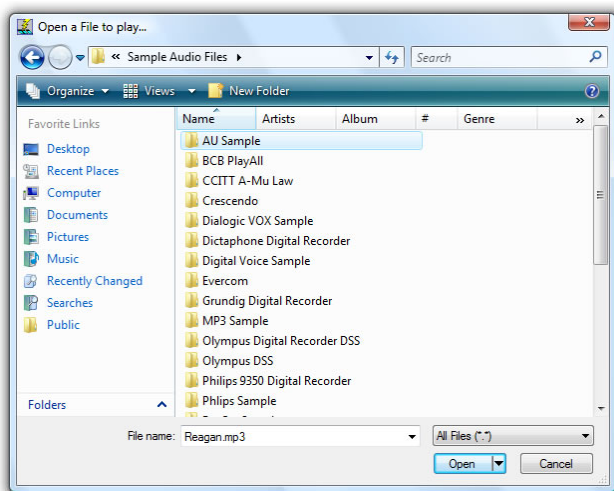 Open a File to play...
« Sample Audio Files
Search
Organize Views New Folder
Favorite Links
Desktop
Recent Places
Computer
Documents
Pictures
Music
Recently Changed
Searches
Public
Folders
Name Artists Album # Genre »
AU Sample
BCB PlayAll
CCITT A-Mu Law
Crescendo
Dialogic VOX Sample
Dictaphone Digital Recorder
Digital Voice Sample
Evercom
Grundig Digital Recorder
MP3 Sample
Olympus Digital Recorder DSS
Olympus DSS
Philips 9350 Digital Recorder
Phlips Sample
File name: Reagan.mp3
All Files (*.*)
Open Cancel